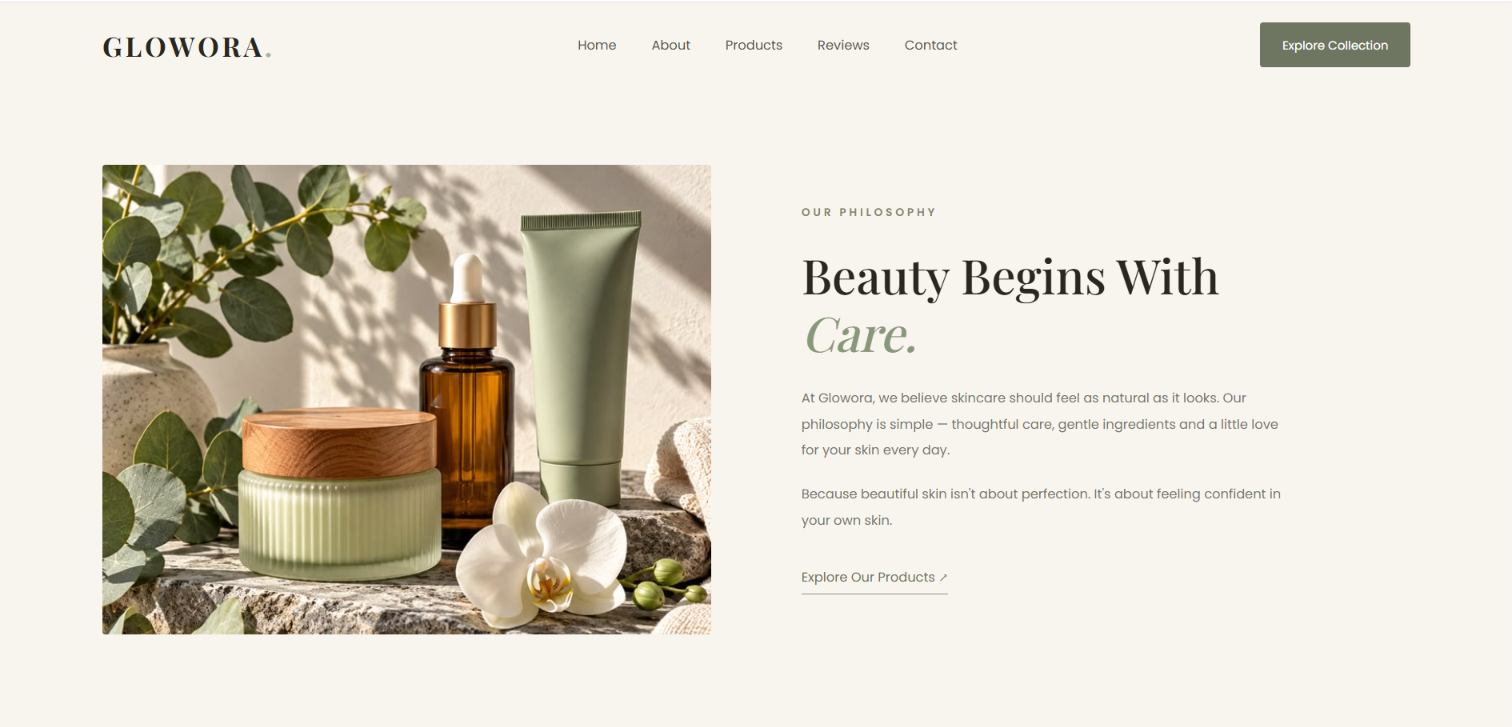 GLOWORA.
Home About Products Reviews Contact
Explore Collection
OUR PHILOSOPHY
Beauty Begins With
Care.
At Glowora, we believe skincare should feel as natural as it looks. Our
philosophy is simple — thoughtful care, gentle ingredients and a little love
for your skin every day.
Because beautiful skin isn't about perfection. It's about feeling confident in
your own skin.
Explore Our Products ↗